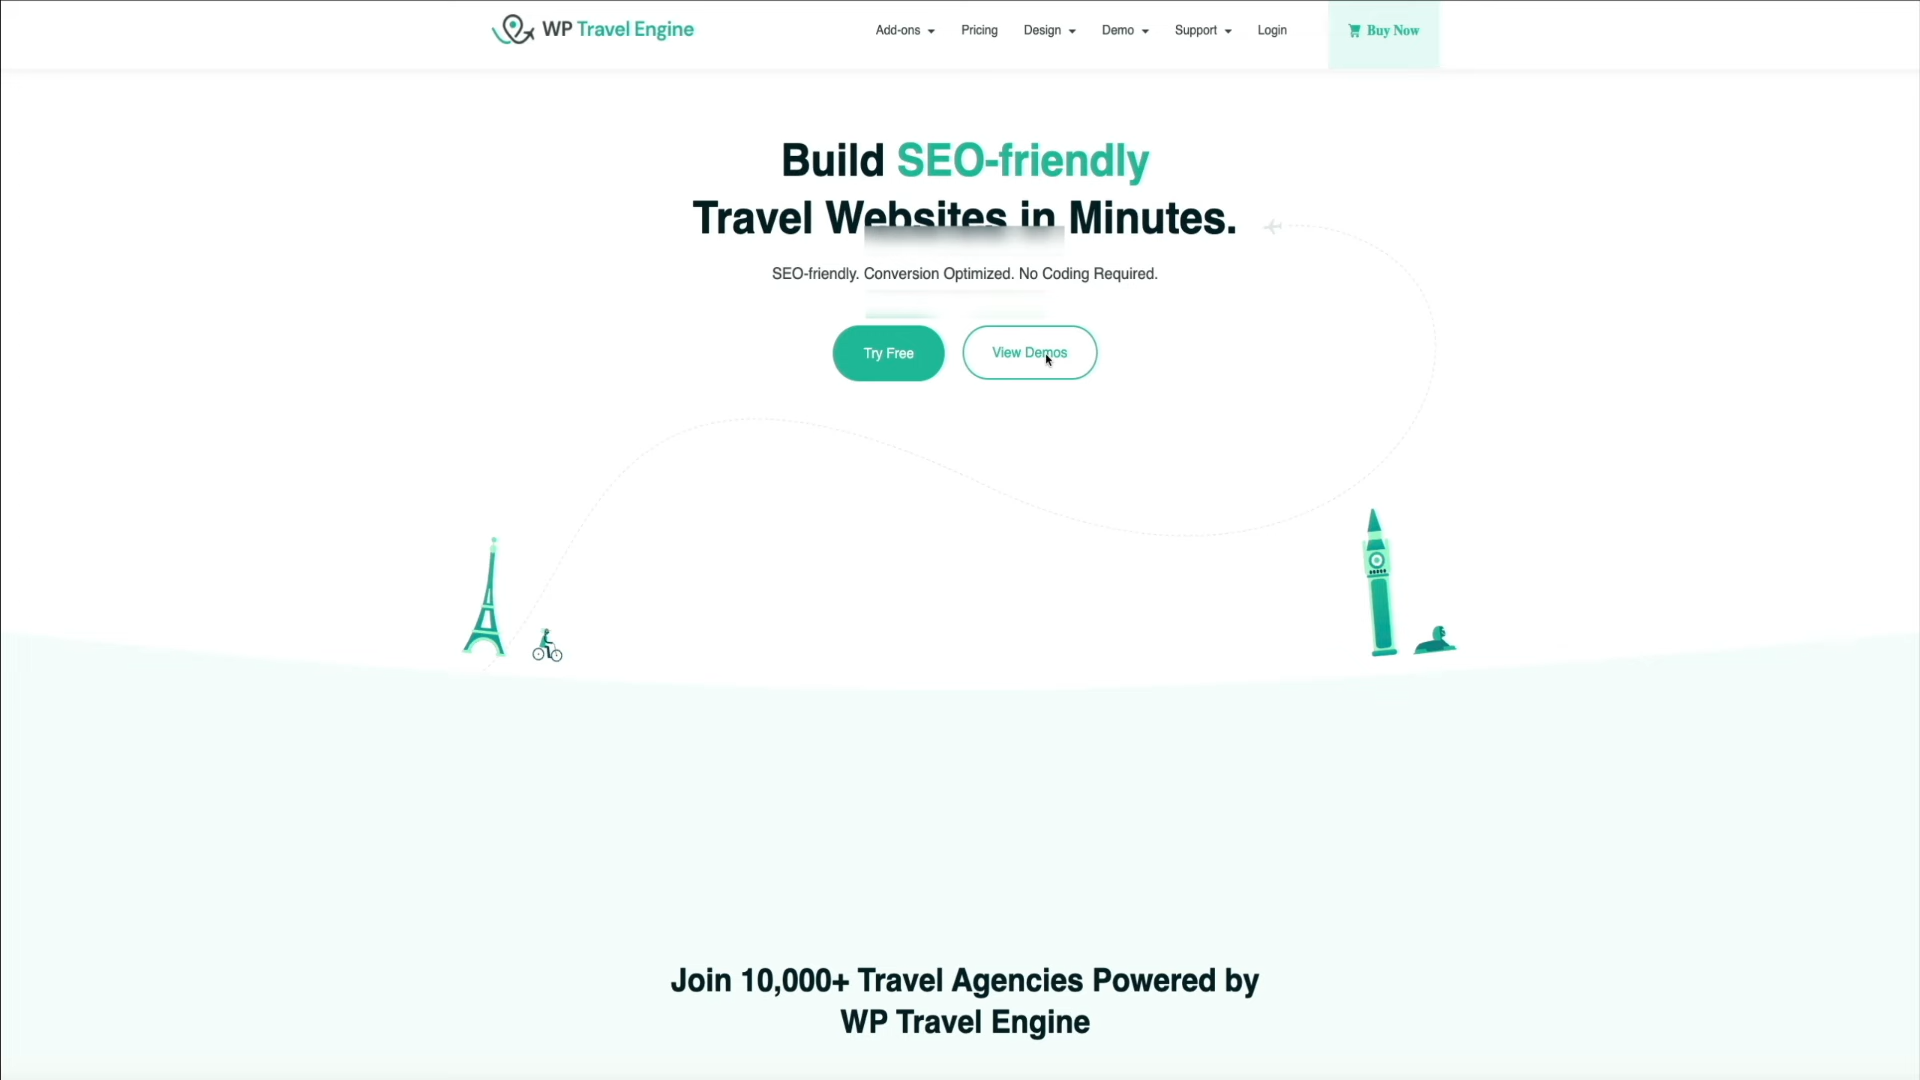 WP Travel Engine
Add-ons Pricing Design Demo Support Login Buy Now
Build SEO-friendly
Travel Websites in Minutes.
SEO-friendly. Conversion Optimized. No Coding Required.
Try Free View Demos
Join 10,000+ Travel Agencies Powered by
WP Travel Engine